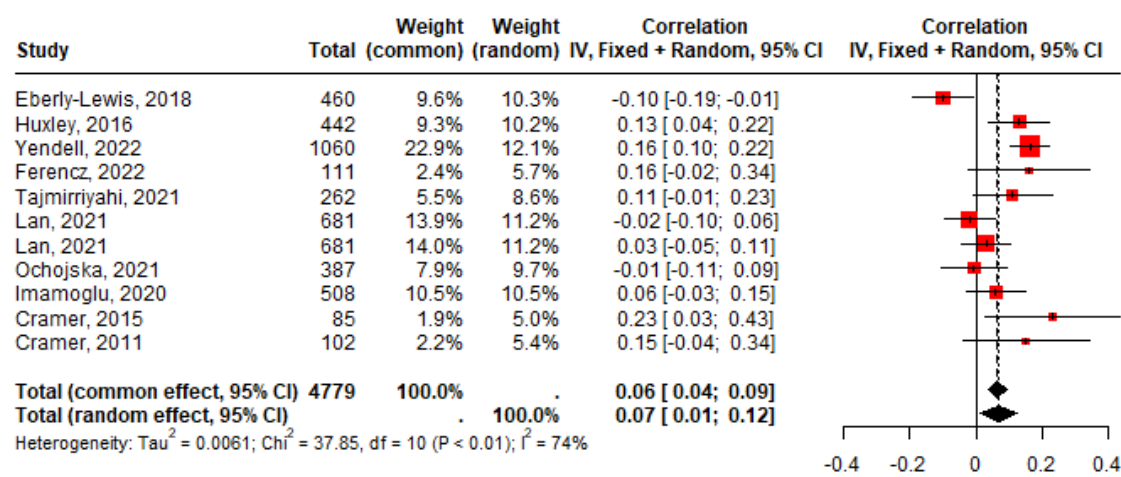 Weight Weight Correlation Correlation
Study Total (common) (random) IV, Fixed + Random, 95% CI IV, Fixed + Random, 95% CI
Eberly-Lewis, 2018 460 9.6% 10.3% -0.10 [-0.19; -0.01]
Huxley, 2016 442 9.3% 10.2% 0.13 [ 0.04; 0.22]
Yendell, 2022 1060 22.9% 12.1% 0.16 [ 0.10; 0.22]
Ferencz, 2022 111 2.4% 5.7% 0.16 [-0.02; 0.34]
Tajmirriyahi, 2021 262 5.5% 8.6% 0.11 [-0.01; 0.23]
Lan, 2021 681 13.9% 11.2% -0.02 [-0.10; 0.06]
Lan, 2021 681 14.0% 11.2% 0.03 [-0.05; 0.11]
Ochojska, 2021 387 7.9% 9.7% -0.01 [-0.11; 0.09]
Imamoglu, 2020 508 10.5% 10.5% 0.06 [-0.03; 0.15]
Cramer, 2015 85 1.9% 5.0% 0.23 [ 0.03; 0.43]
Cramer, 2011 102 2.2% 5.4% 0.15 [-0.04; 0.34]
Total (common effect, 95% CI) 4779 100.0% . 0.06 [ 0.04; 0.09]
Total (random effect, 95% CI) . 100.0% 0.07 [ 0.01; 0.12]
Heterogeneity: Tau² = 0.0061; Chi² = 37.85, df = 10 (P < 0.01); I² = 74%
-0.4 -0.2 0 0.2 0.4